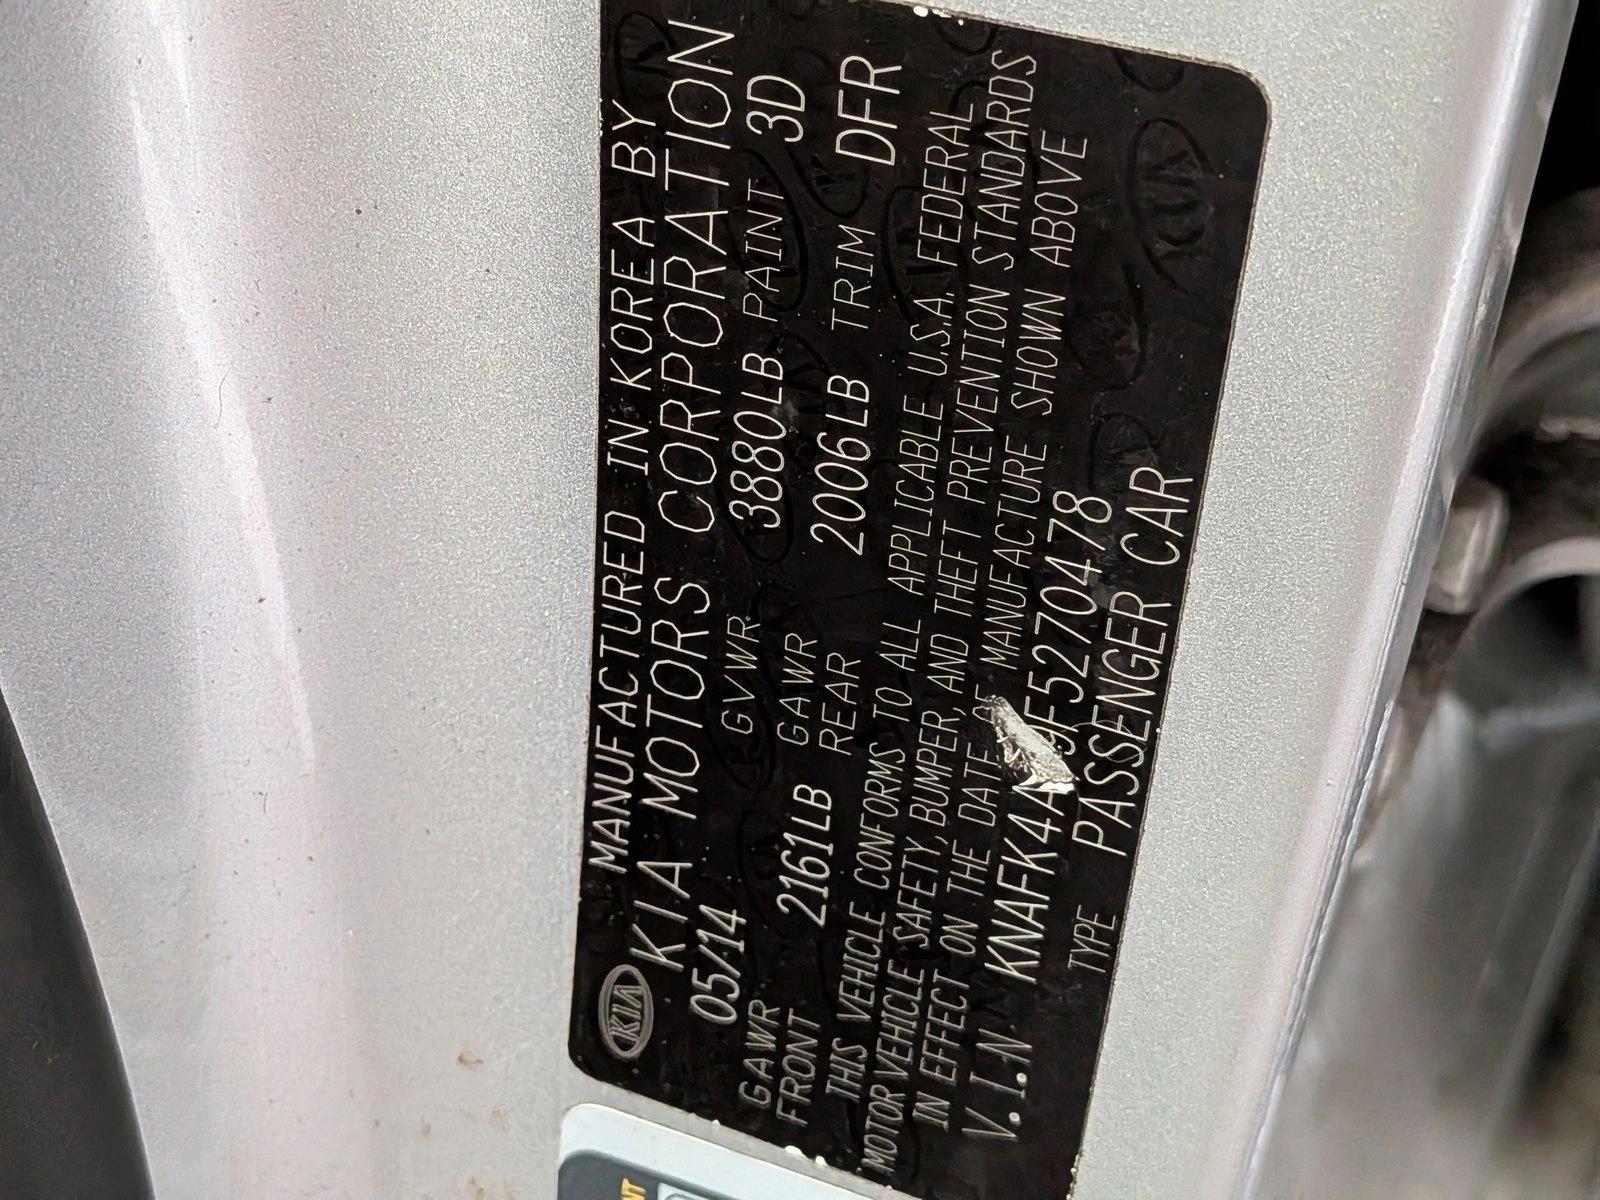 KIA
MANUFACTURED IN KOREA BY
KIA MOTORS CORPORATION
05/14 GVWR 3880LB PAINT 3D
GAWR FRONT 2161LB GAWR REAR 2006LB TRIM DFR
THIS VEHICLE CONFORMS TO ALL APPLICABLE U.S.A. FEDERAL
MOTOR VEHICLE SAFETY, BUMPER, AND THEFT PREVENTION STANDARDS
IN EFFECT ON THE DATE OF MANUFACTURE SHOWN ABOVE
V.I.N.
TYPE PASSENGER CAR